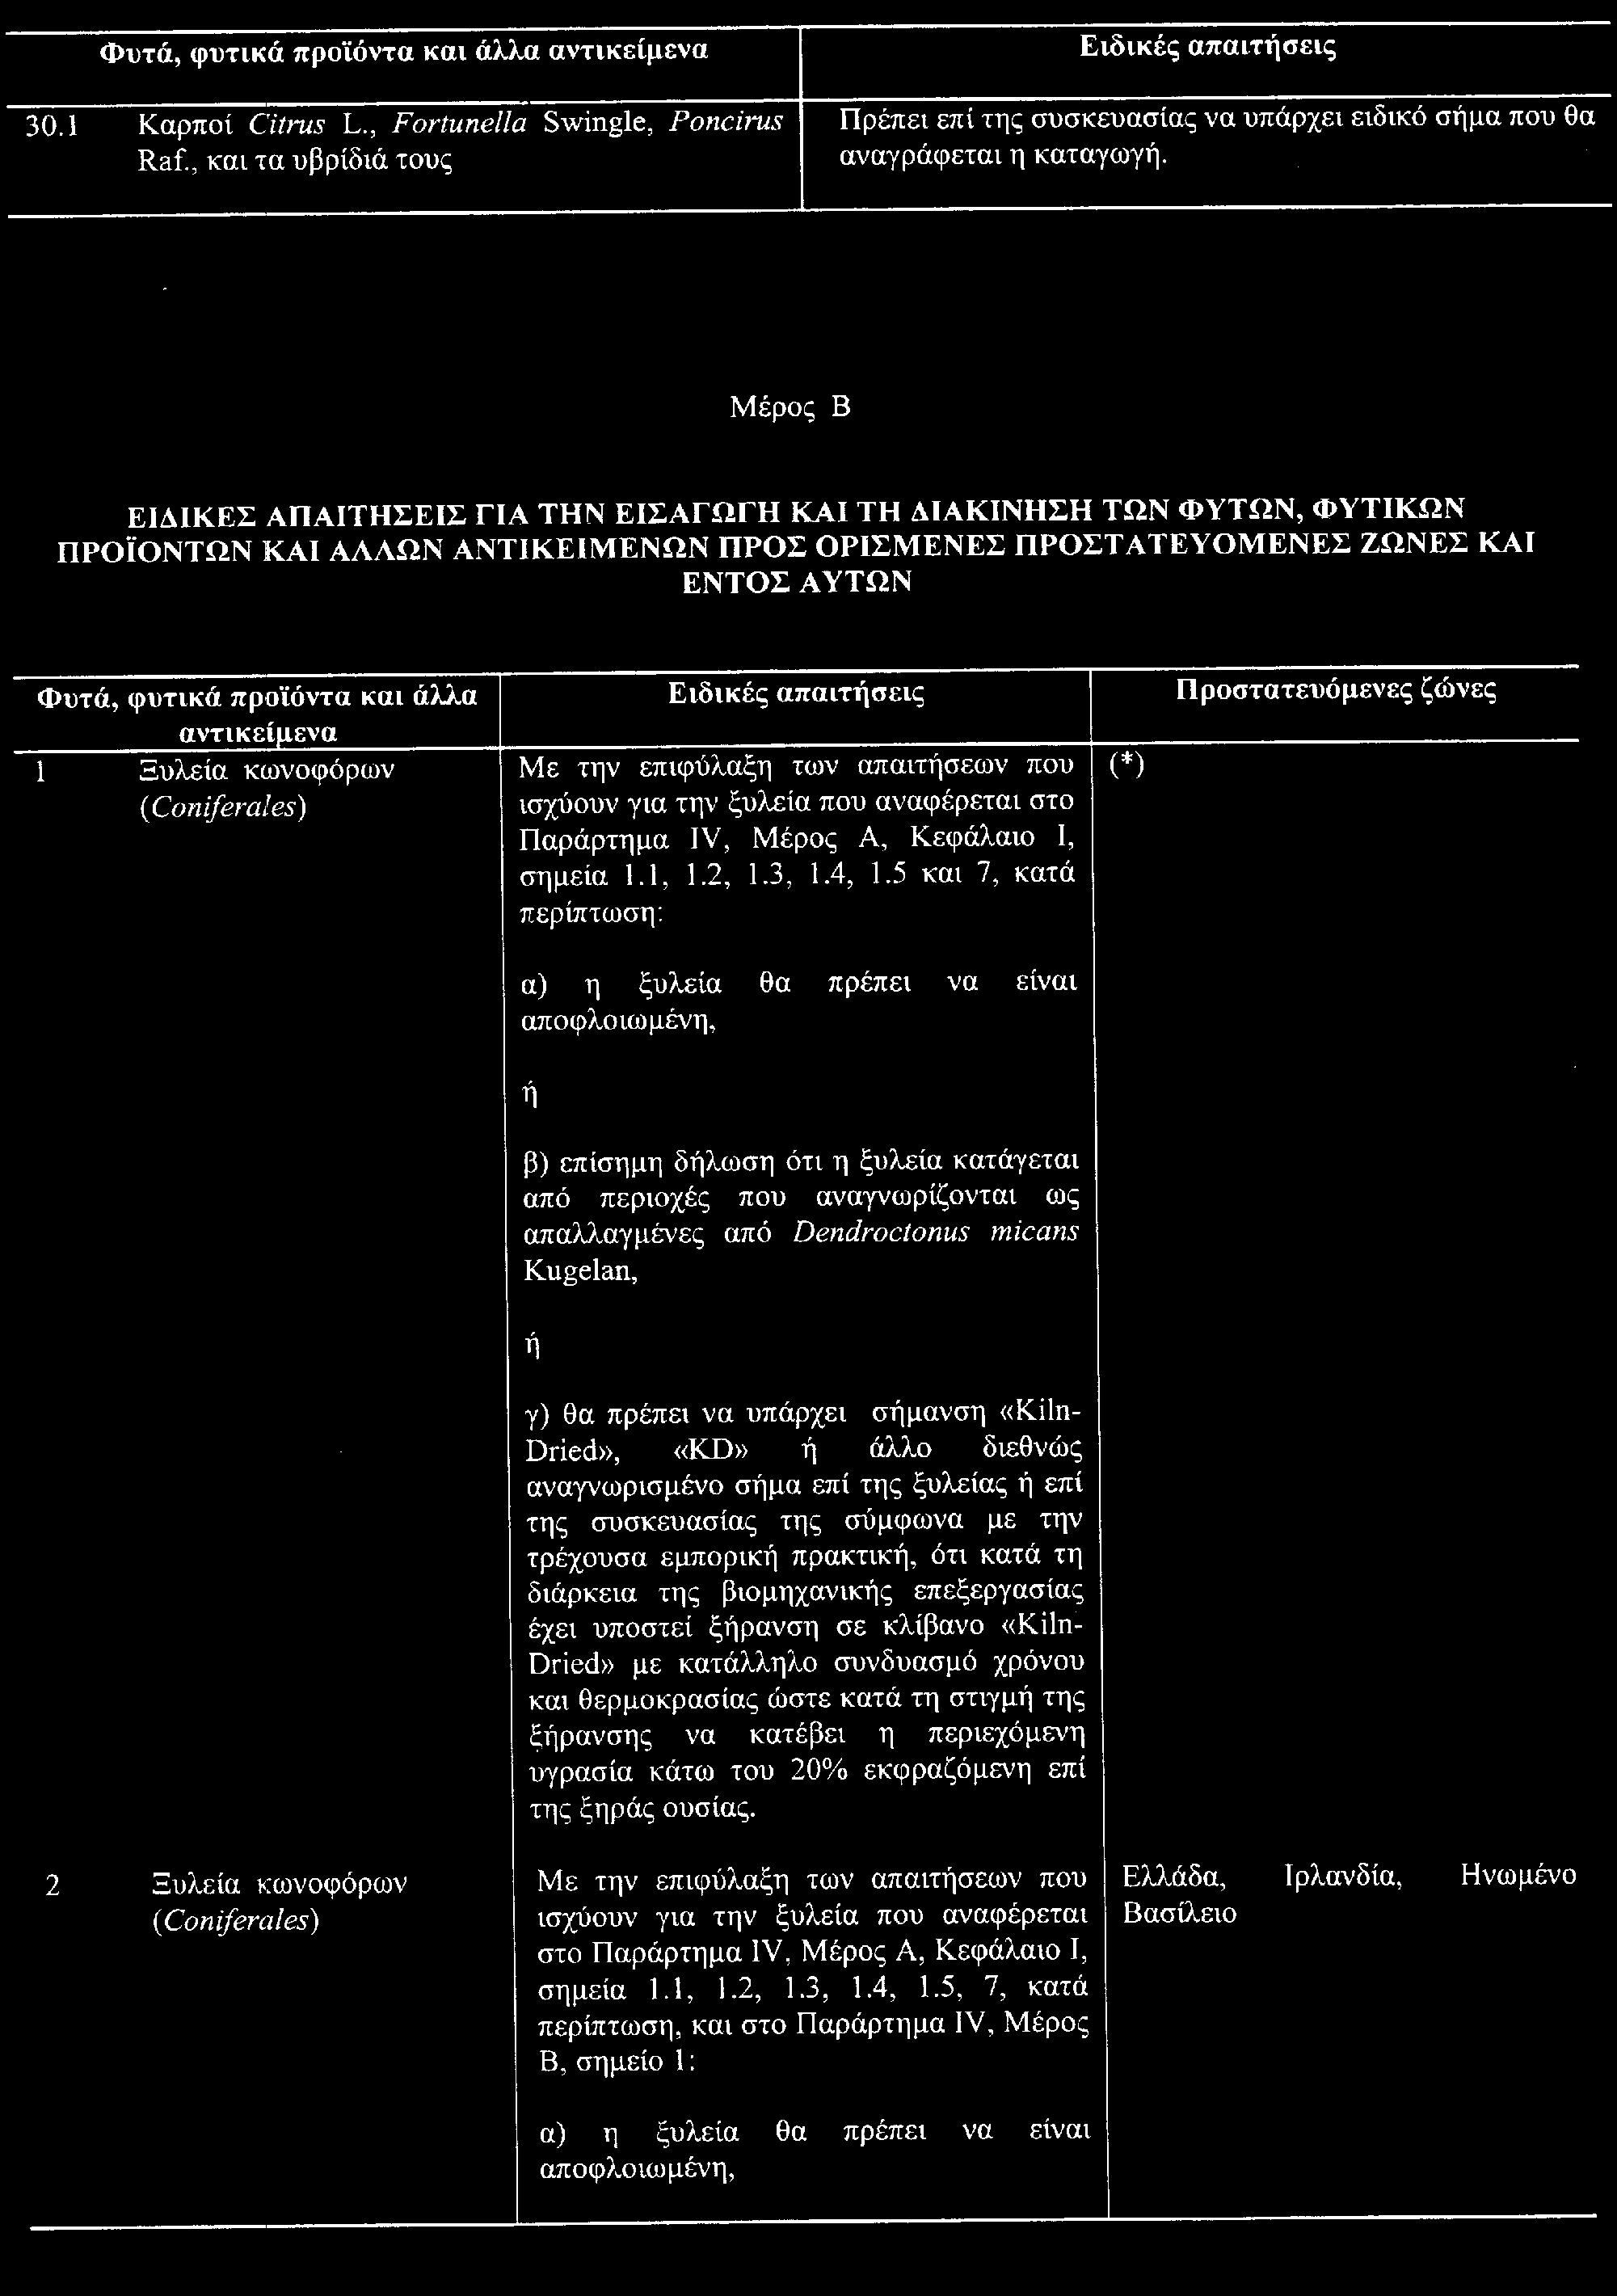 Φυτά, φυτικά προϊόντα και άλλα αντικείμενα
Ειδικές απαιτήσεις
30.1 Καρποί Citrus L., Fortunella Swingle, Poncirus
Raf., και τα υβρίδιά τους
Πρέπει επί της συσκευασίας να υπάρχει ειδικό σήμα που θα
αναγράφεται η καταγωγή.
Μέρος Β
ΕΙΔΙΚΕΣ ΑΠΑΙΤΗΣΕΙΣ ΓΙΑ ΤΗΝ ΕΙΣΑΓΩΓΗ ΚΑΙ ΤΗ ΔΙΑΚΙΝΗΣΗ ΤΩΝ ΦΥΤΩΝ, ΦΥΤΙΚΩΝ
ΠΡΟΪΟΝΤΩΝ ΚΑΙ ΑΛΛΩΝ ΑΝΤΙΚΕΙΜΕΝΩΝ ΠΡΟΣ ΟΡΙΣΜΕΝΕΣ ΠΡΟΣΤΑΤΕΥΟΜΕΝΕΣ ΖΩΝΕΣ ΚΑΙ
ΕΝΤΟΣ ΑΥΤΩΝ
Φυτά, φυτικά προϊόντα και άλλα
αντικείμενα
Ειδικές απαιτήσεις
Προστατευόμενες ζώνες
1 Ξυλεία κωνοφόρων
(Coniferales)
Με την επιφύλαξη των απαιτήσεων που
ισχύουν για την ξυλεία που αναφέρεται στο
Παράρτημα IV, Μέρος Α, Κεφάλαιο Ι,
σημεία 1.1, 1.2, 1.3, 1.4, 1.5 και 7, κατά
περίπτωση:
α) η ξυλεία θα πρέπει να είναι
αποφλοιωμένη,
ή
β) επίσημη δήλωση ότι η ξυλεία κατάγεται
από περιοχές που αναγνωρίζονται ως
απαλλαγμένες από Dendroctonus micans
Kugelan,
ή
γ) θα πρέπει να υπάρχει σήμανση «Kiln-
Dried», «KD» ή άλλο διεθνώς
αναγνωρισμένο σήμα επί της ξυλείας ή επί
της συσκευασίας της σύμφωνα με την
τρέχουσα εμπορική πρακτική, ότι κατά τη
διάρκεια της βιομηχανικής επεξεργασίας
έχει υποστεί ξήρανση σε κλίβανο «Kiln-
Dried» με κατάλληλο συνδυασμό χρόνου
και θερμοκρασίας ώστε κατά τη στιγμή της
ξήρανσης να κατέβει η περιεχόμενη
υγρασία κάτω του 20% εκφραζόμενη επί
της ξηράς ουσίας.
(*)
2 Ξυλεία κωνοφόρων
(Coniferales)
Με την επιφύλαξη των απαιτήσεων που
ισχύουν για την ξυλεία που αναφέρεται
στο Παράρτημα IV, Μέρος Α, Κεφάλαιο Ι,
σημεία 1.1, 1.2, 1.3, 1.4, 1.5, 7, κατά
περίπτωση, και στο Παράρτημα IV, Μέρος
Β, σημείο 1:
α) η ξυλεία θα πρέπει να είναι
αποφλοιωμένη,
Ελλάδα, Ιρλανδία, Ηνωμένο
Βασίλειο